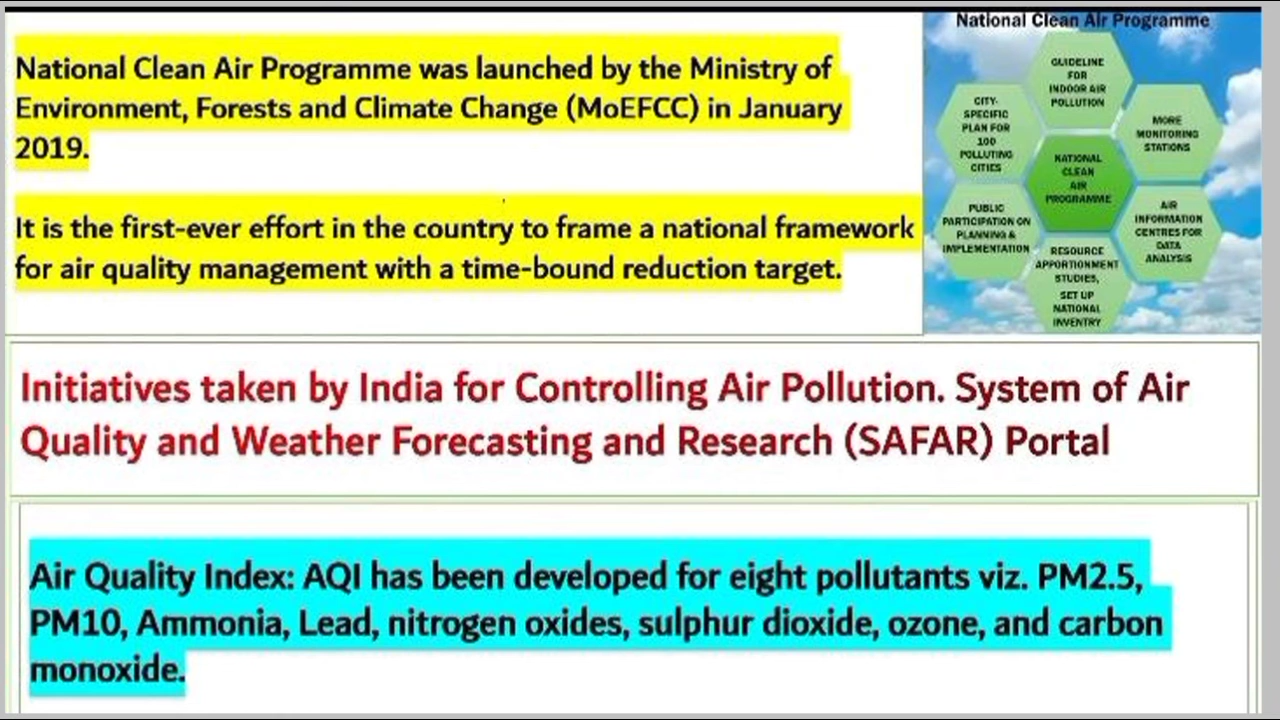 National Clean Air Programme was launched by the Ministry of
Environment, Forests and Climate Change (MoEFCC) in January
2019.
It is the first-ever effort in the country to frame a national framework
for air quality management with a time-bound reduction target.
National Clean Air Programme
GUIDELINE
FOR
INDOOR AIR
POLLUTION
CITY-
SPECIFIC
PLAN FOR
100
POLLUTING
CITIES
MORE
MONITORING
STATIONS
NATIONAL
CLEAN
AIR
PROGRAMME
PUBLIC
PARTICIPATION ON
PLANNING &
IMPLEMENTATION
AIR
INFORMATION
CENTRES FOR
DATA
ANALYSIS
RESOURCE
APPORTIONMENT
STUDIES,
SET UP
NATIONAL
INVENTRY
Initiatives taken by India for Controlling Air Pollution. System of Air
Quality and Weather Forecasting and Research (SAFAR) Portal
Air Quality Index: AQI has been developed for eight pollutants viz. PM2.5,
PM10, Ammonia, Lead, nitrogen oxides, sulphur dioxide, ozone, and carbon
monoxide.